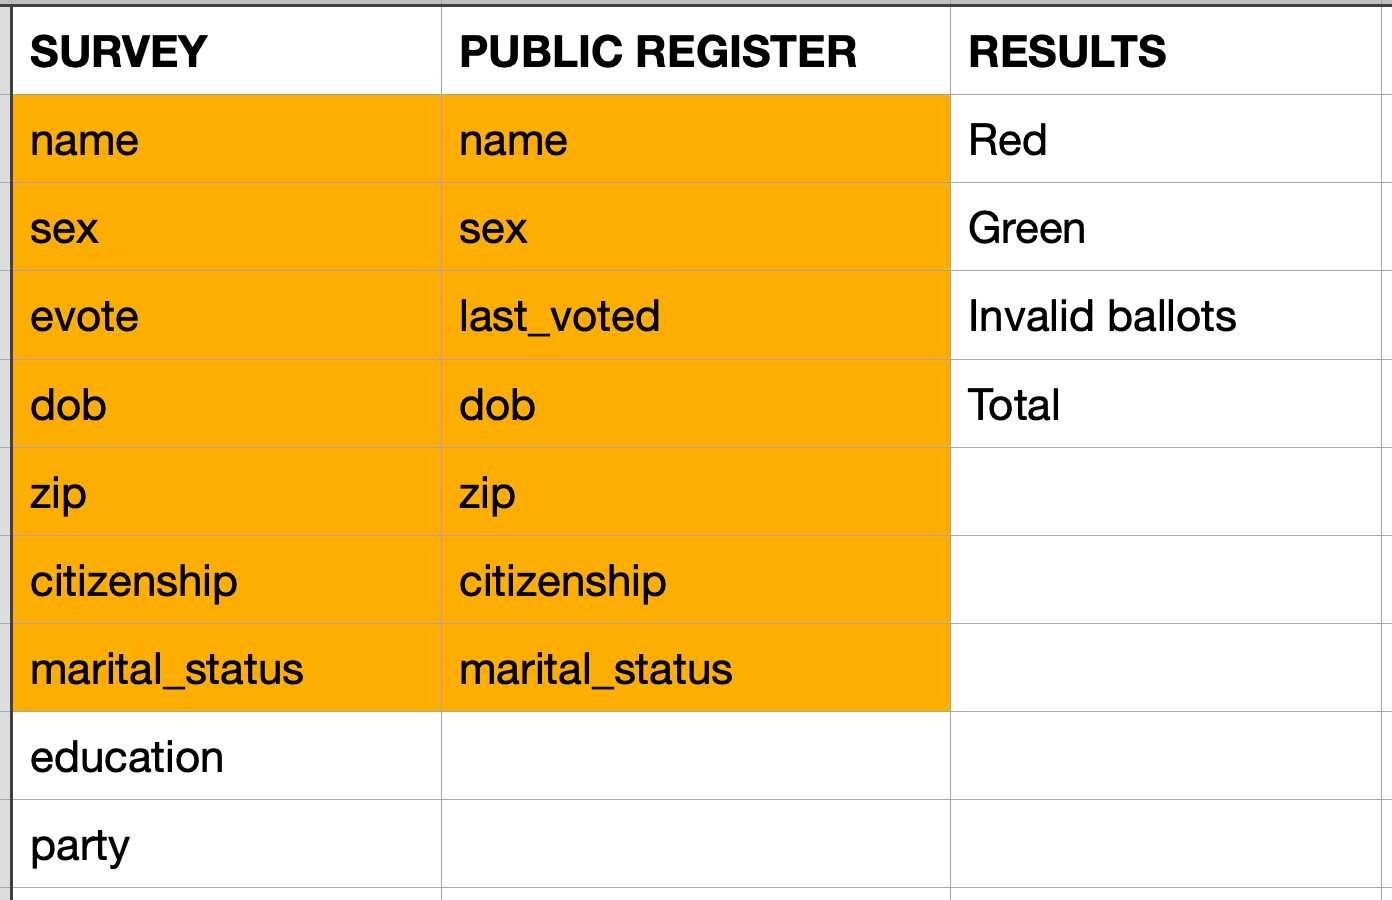 SURVEY PUBLIC REGISTER RESULTS
name name Red
sex sex Green
evote last_voted Invalid ballots
dob dob Total
zip zip
citizenship citizenship
marital_status marital_status
education
party